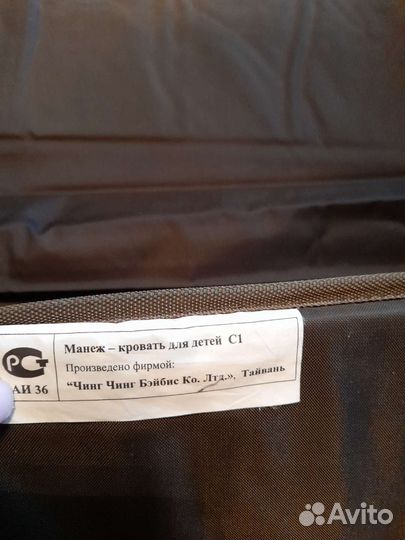 РСТ
АИ 36
Манеж – кровать для детей С1
Произведено фирмой:
“Чинг Чинг Бэйбис Ко. Лтд.”, Тайвань
Avito